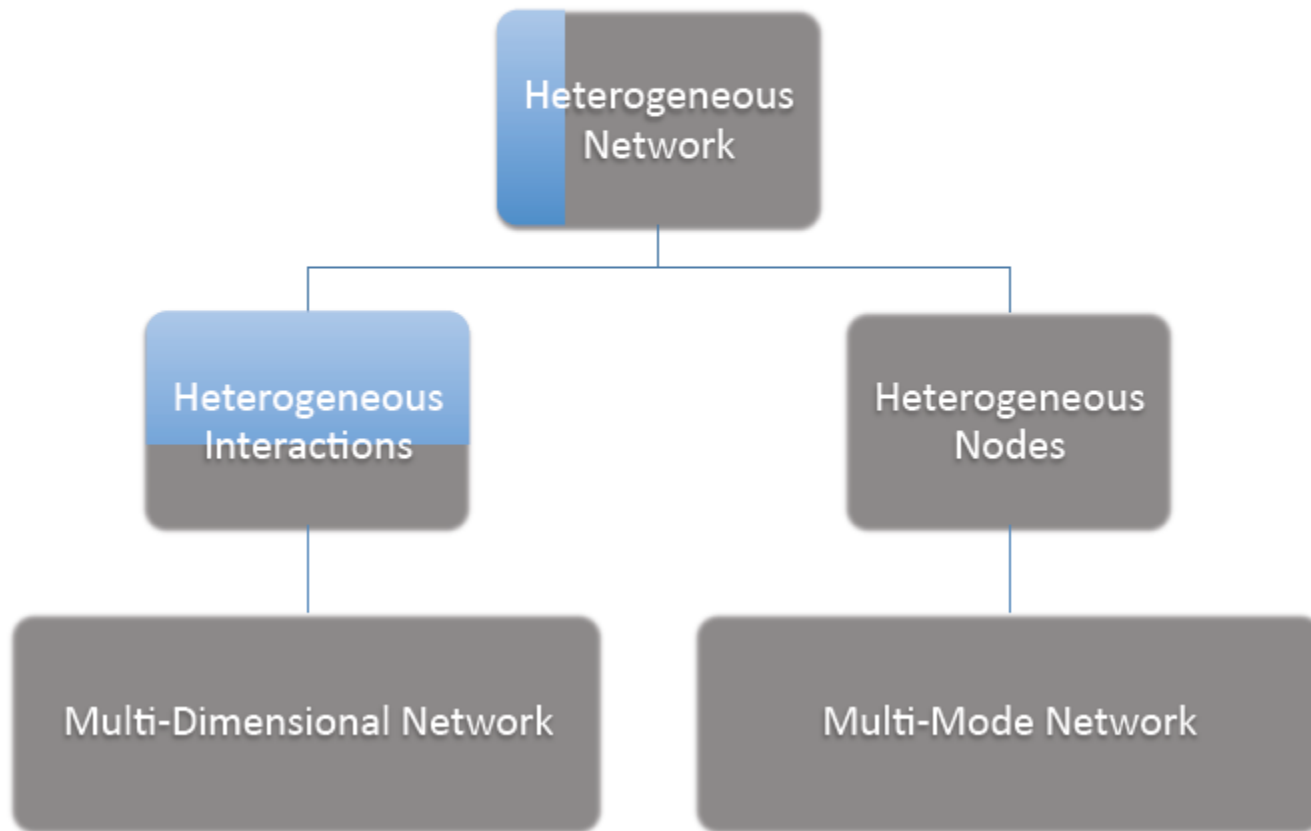 Heterogeneous
Network
Heterogeneous
Interactions
Heterogeneous
Nodes
Multi-Dimensional Network
Multi-Mode Network